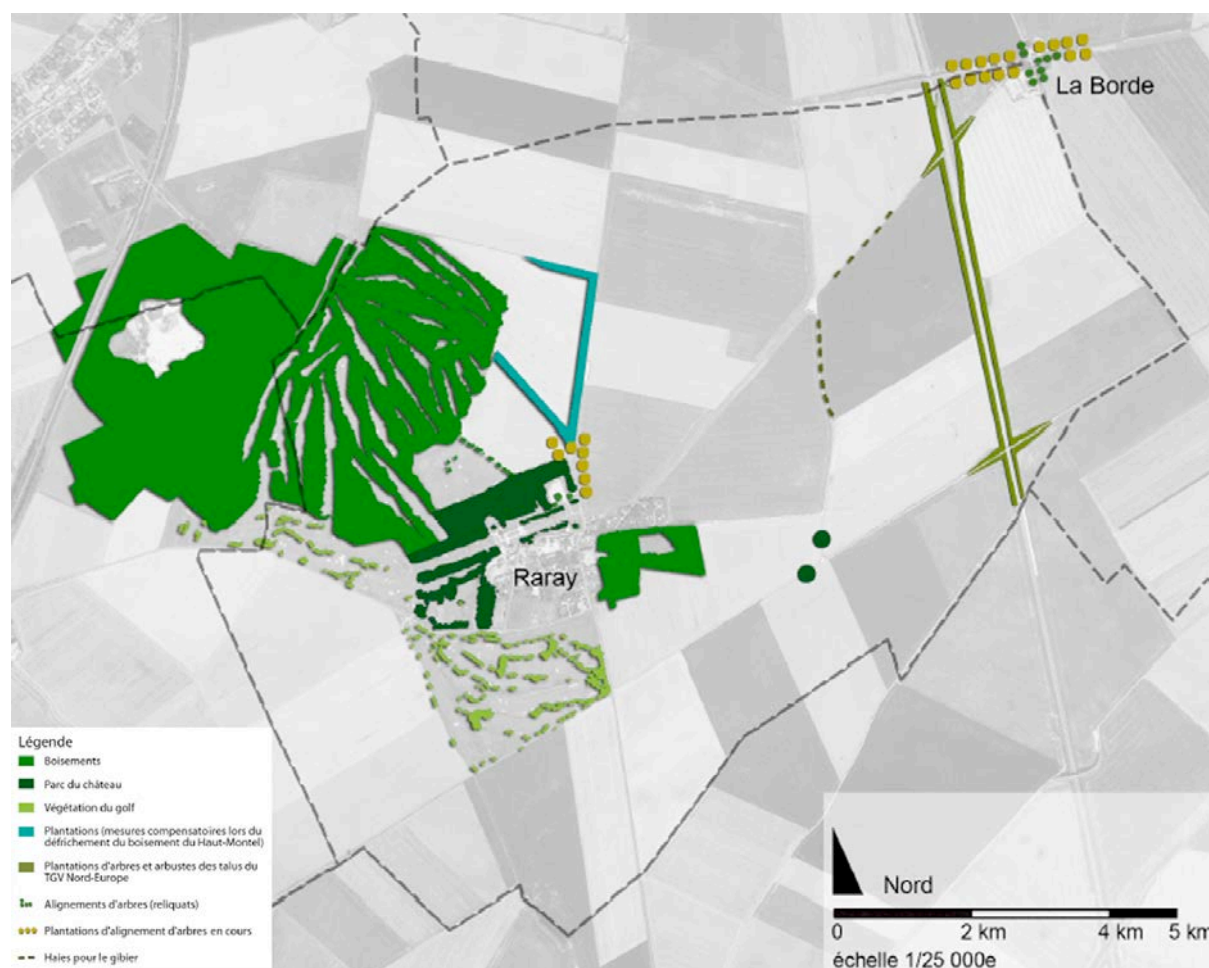 La Borde
Raray
Légende
Boisements
Parc du château
Végétation du golf
Plantations (mesures compensatoires lors du
défrichement du boisement du Haut-Montel)
Plantations d'arbres et arbustes des talus du
TGV Nord-Europe
Alignements d'arbres (reliquats)
Plantations d'alignement d'arbres en cours
Haies pour le gibier
Nord
0 2 km 4 km 5 km
échelle 1/25 000e